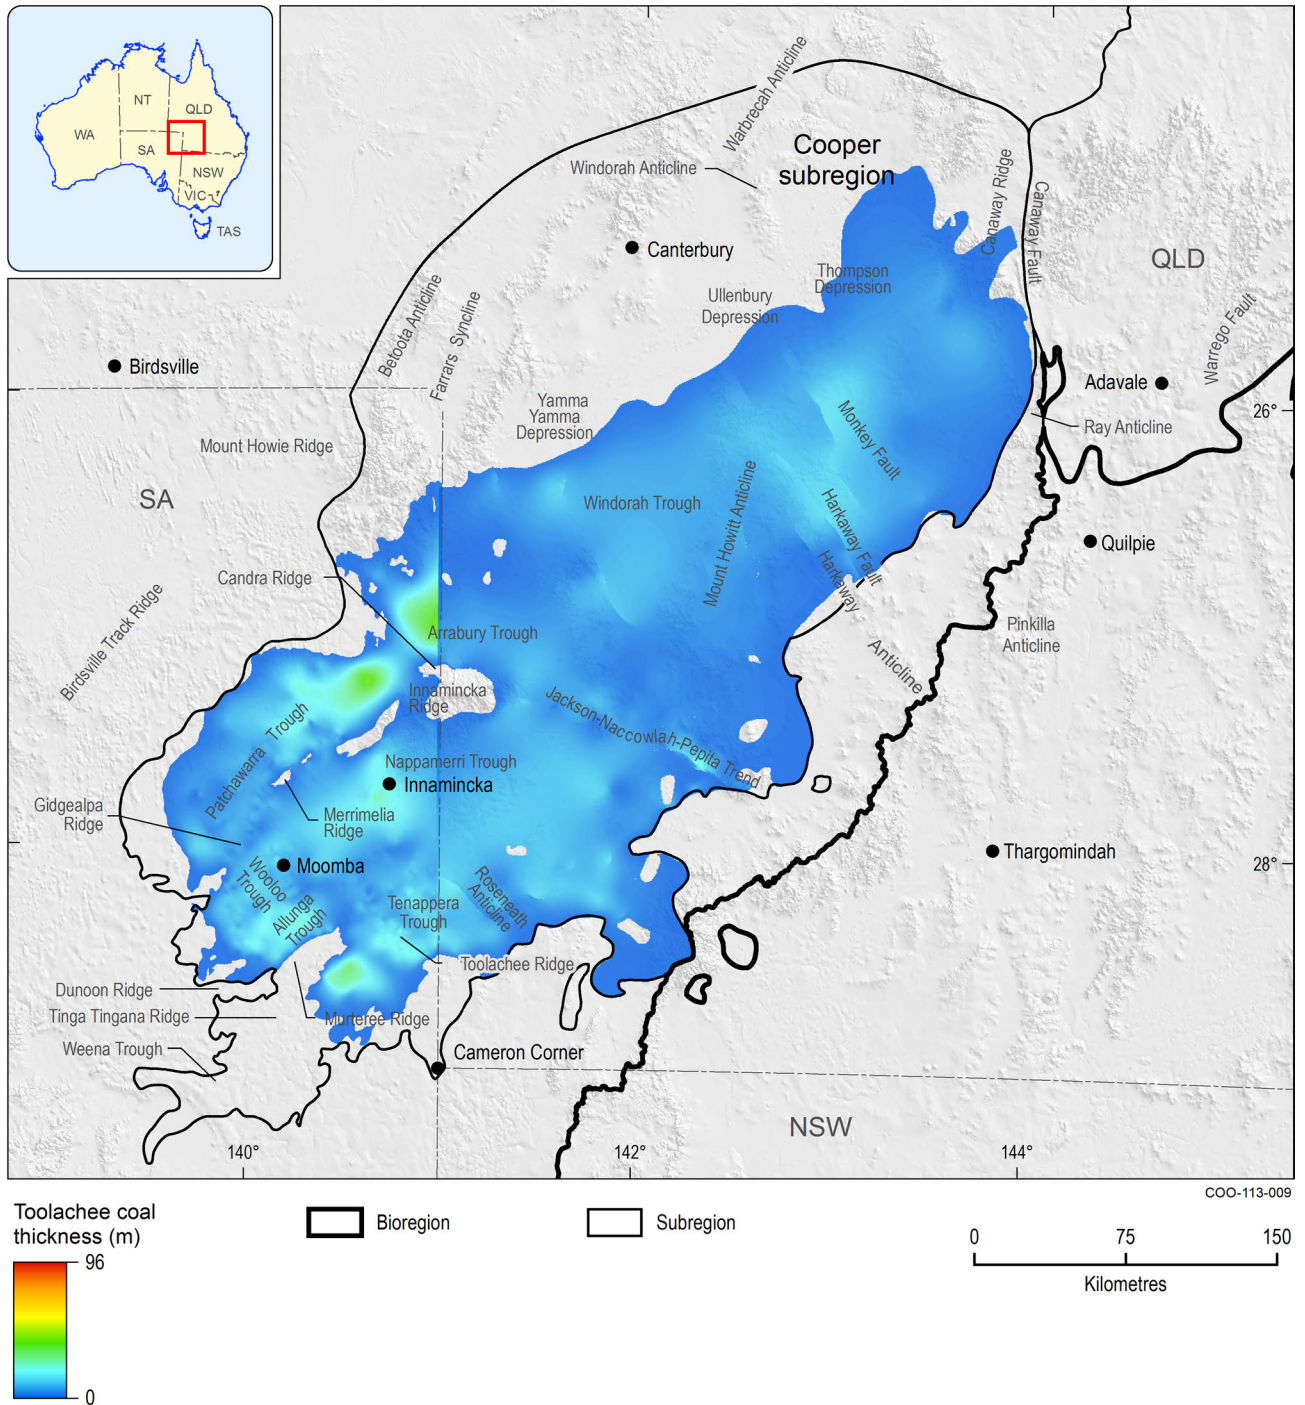 NT
QLD
WA
SA
NSW
VIC
TAS
Warbrecah Anticline
Cooper
subregion
Windorah Anticline
Canaway Ridge
Canaway Fault
Canterbury
QLD
Thompson
Depression
Ullenbury
Depression
Betoota Anticline
Farrars Syncline
Warrego Fault
Birdsville
Adavale
26°
Yamma
Yamma
Depression
Monkey Fault
Ray Anticline
Mount Howie Ridge
SA
Windorah Trough
Mount Howitt Anticline
Harkaway Fault
Quilpie
Candra Ridge
Harkaway
Anticline
Birdsville Track Ridge
Arrabury Trough
Pinkilla
Anticline
Innamincka
Ridge
Jackson-Naccowlah-Pepita Trend
Patchawarra Trough
Nappamerri Trough
Innamincka
Gidgealpa
Ridge
Merrimelia
Ridge
Moomba
Thargomindah
28°
Wooloo
Trough
Allunga
Trough
Tenappera
Trough
Roseneath
Anticline
Toolachee Ridge
Dunoon Ridge
Tinga Tingana Ridge
Murteree Ridge
Weena Trough
Cameron Corner
NSW
140°
142°
144°
COO-113-009
Toolachee coal
thickness (m)
96
0
Bioregion
Subregion
0
75
150
Kilometres